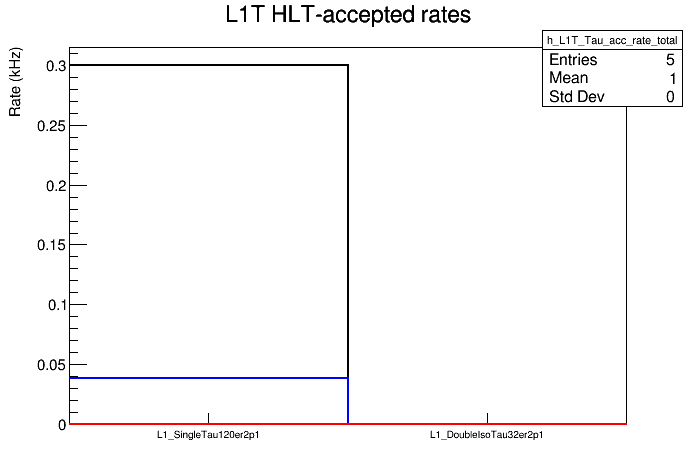 L1T HLT-accepted rates
h_L1T_Tau_acc_rate_total
Entries 5
Mean 1
Std Dev 0
Rate (kHz)
0.3
0.25
0.2
0.15
0.1
0.05
0
L1_SingleTau120er2p1
L1_DoubleIsoTau32er2p1